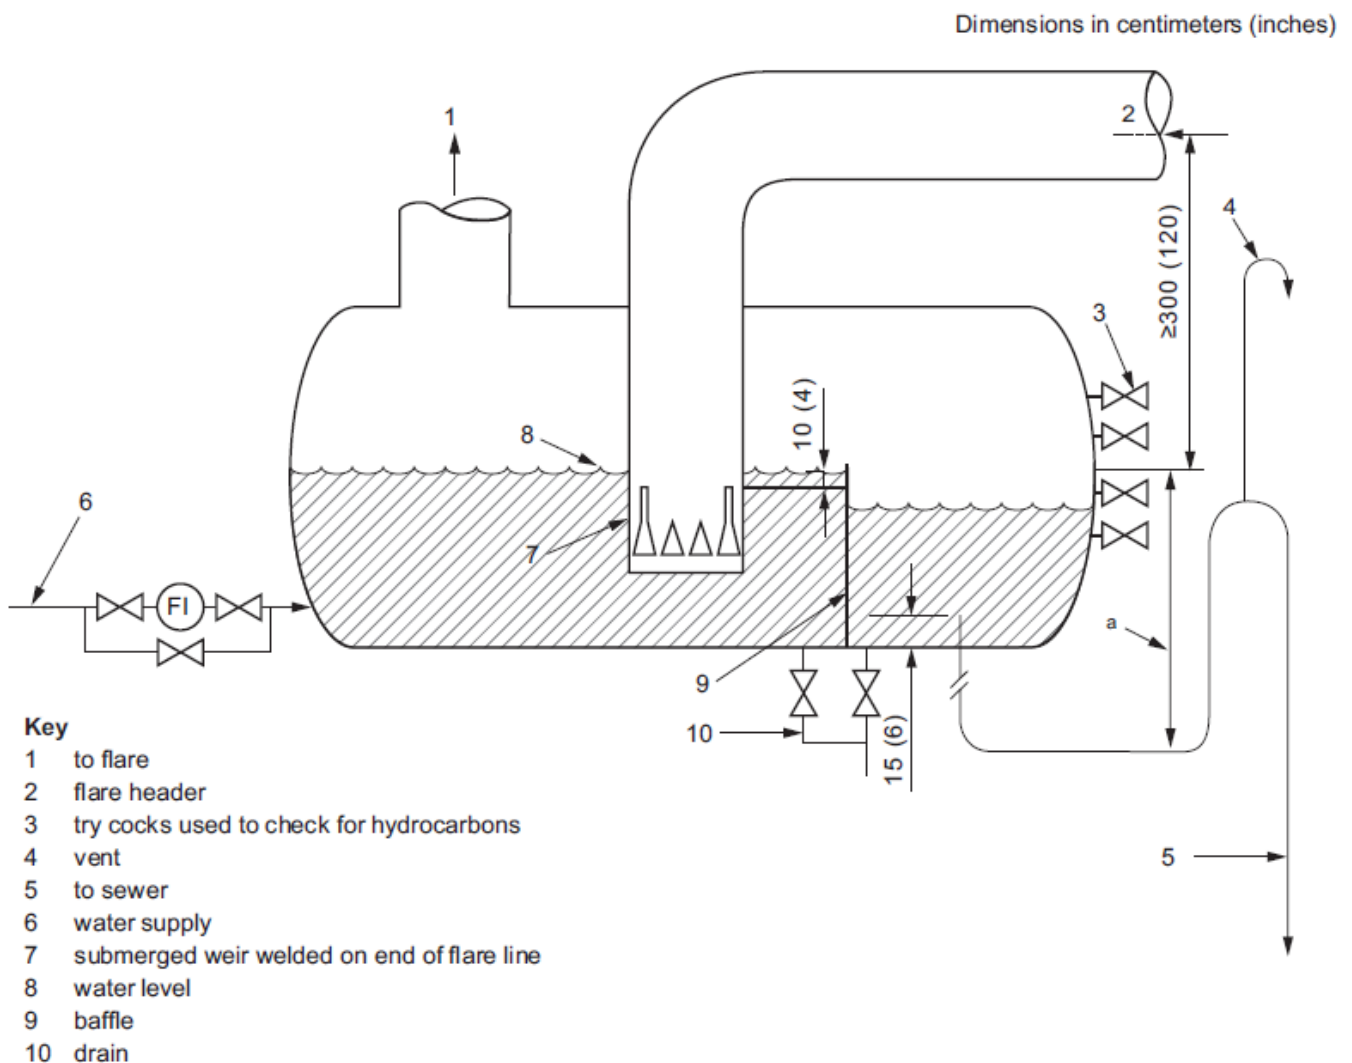 Dimensions in centimeters (inches)
1
2
4
≥300 (120)
3
10 (4)
8
6
7
FI
a
9
10
15 (6)
5
Key
1 to flare
2 flare header
3 try cocks used to check for hydrocarbons
4 vent
5 to sewer
6 water supply
7 submerged weir welded on end of flare line
8 water level
9 baffle
10 drain